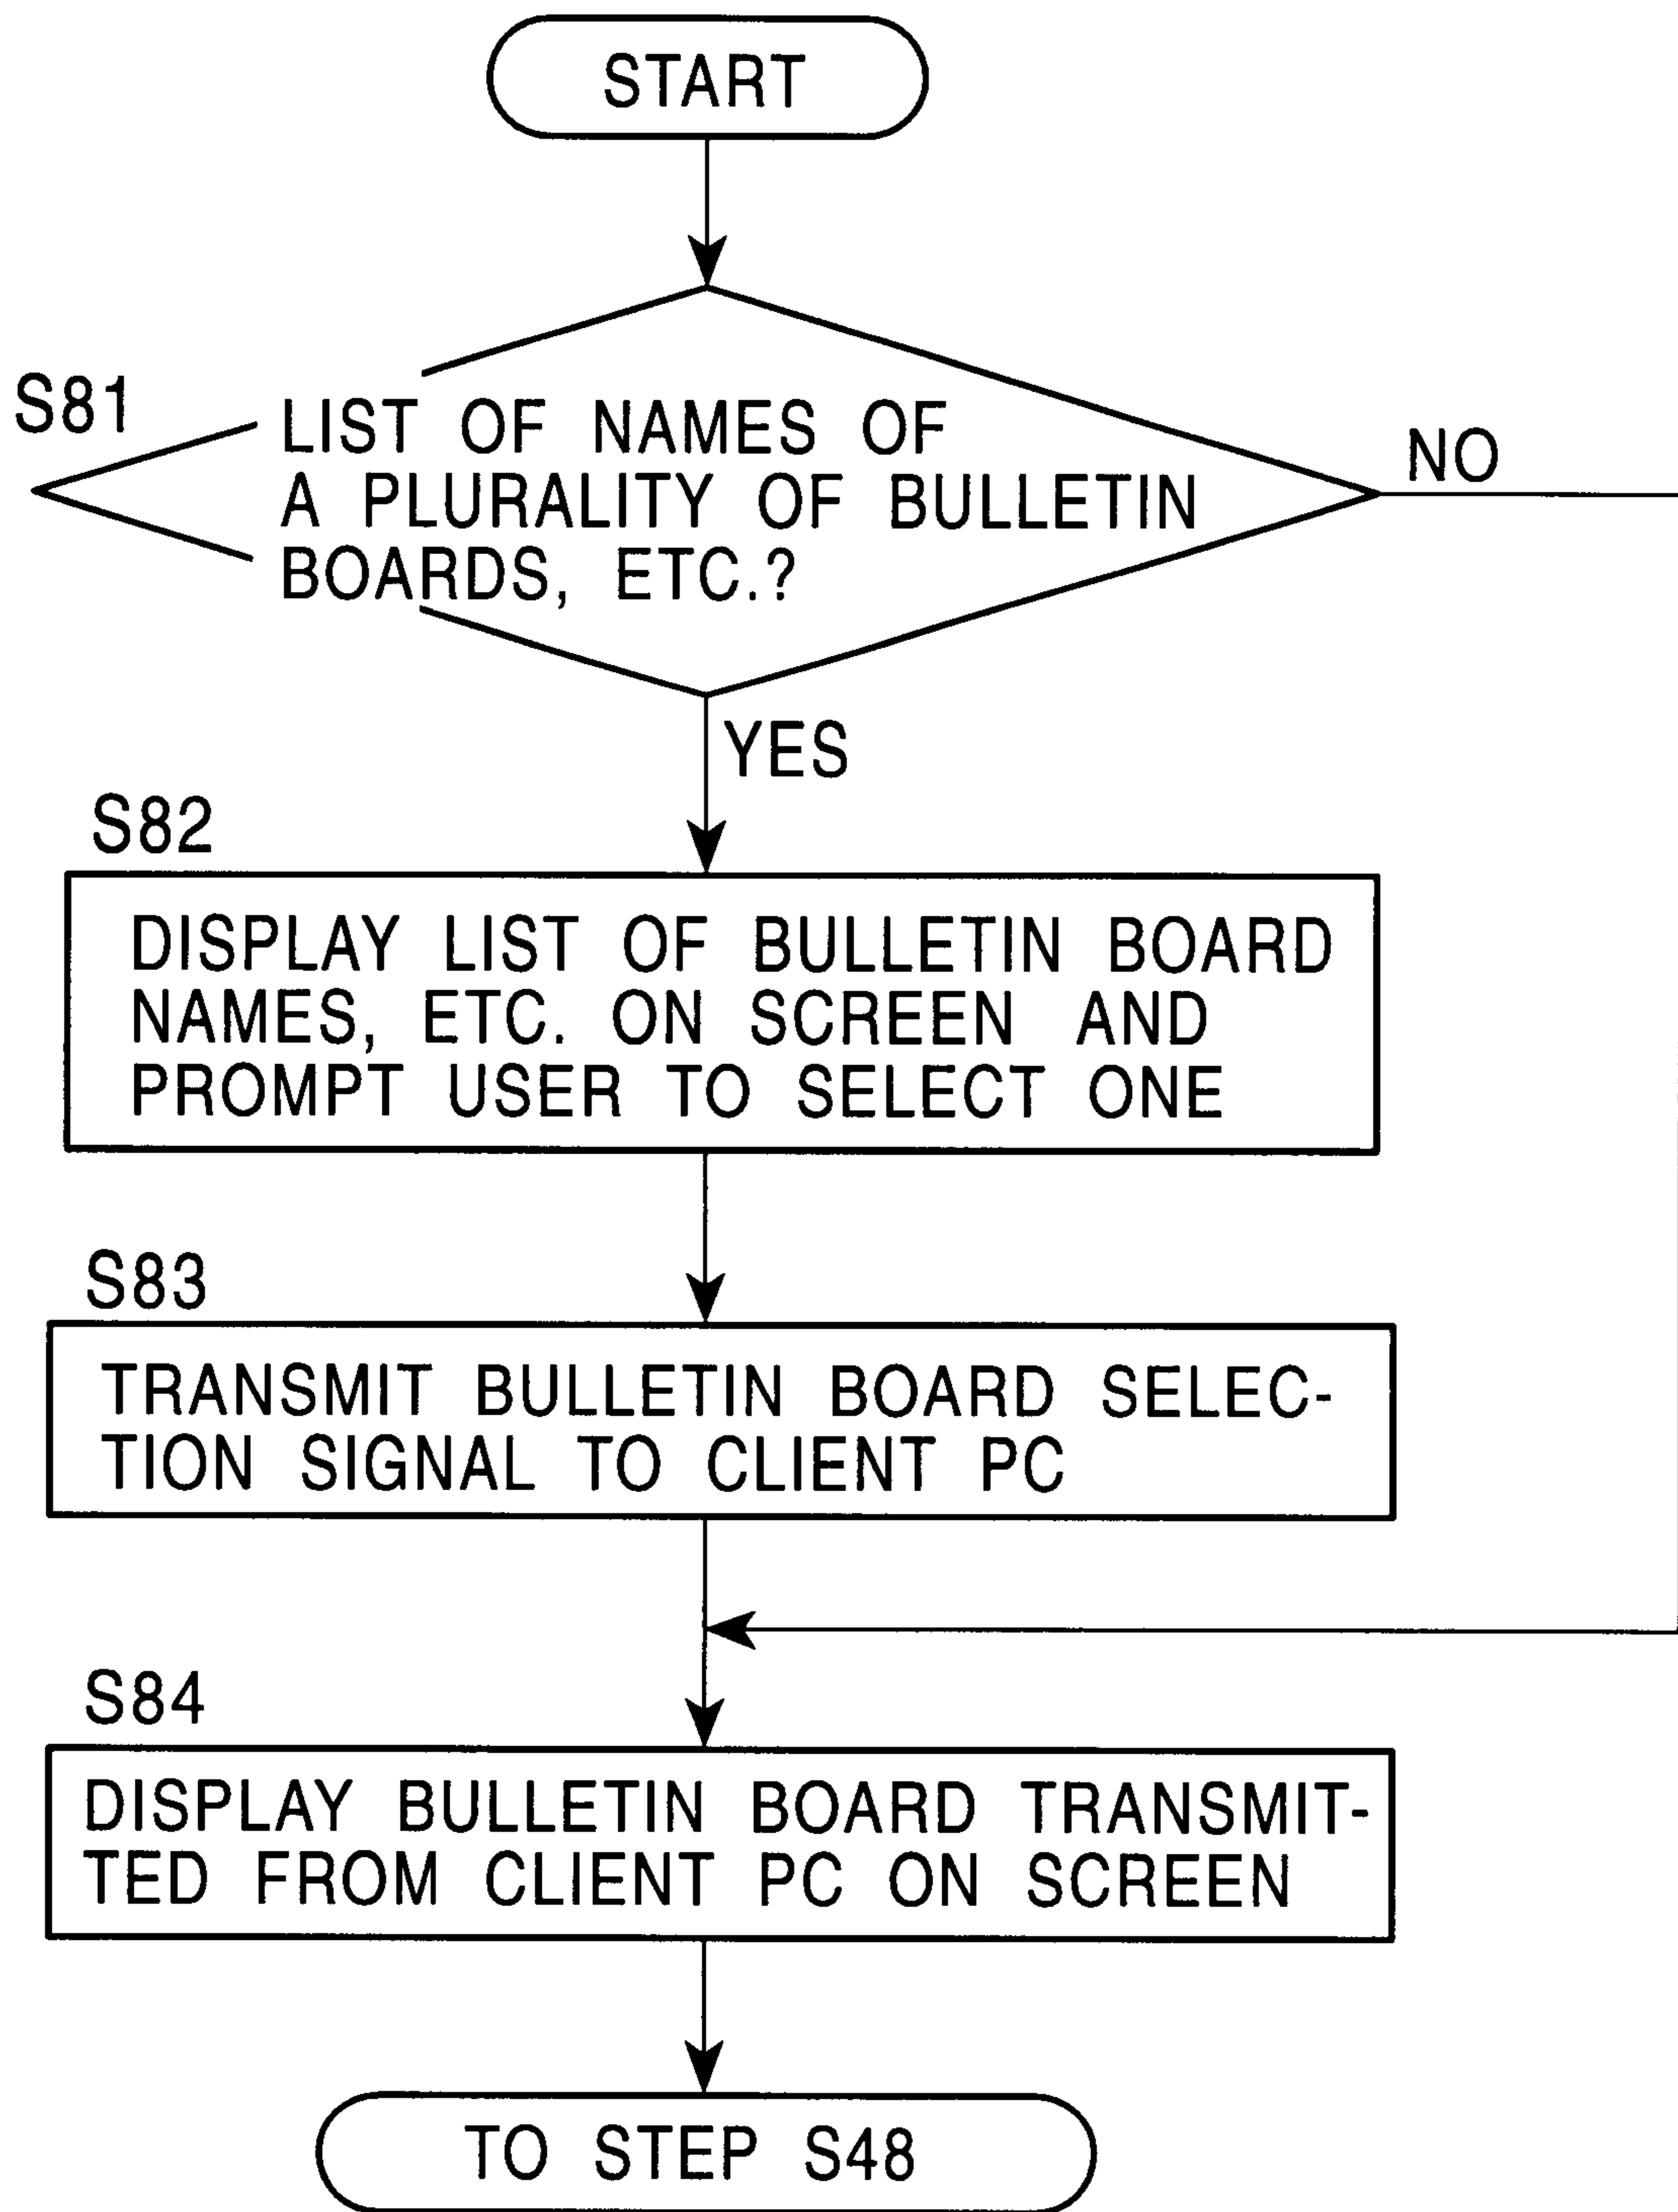 START
S81
LIST OF NAMES OF
A PLURALITY OF BULLETIN
BOARDS, ETC.?
NO
YES
S82
DISPLAY LIST OF BULLETIN BOARD
NAMES, ETC. ON SCREEN AND
PROMPT USER TO SELECT ONE
S83
TRANSMIT BULLETIN BOARD SELEC-
TION SIGNAL TO CLIENT PC
S84
DISPLAY BULLETIN BOARD TRANSMIT-
TED FROM CLIENT PC ON SCREEN
TO STEP S48